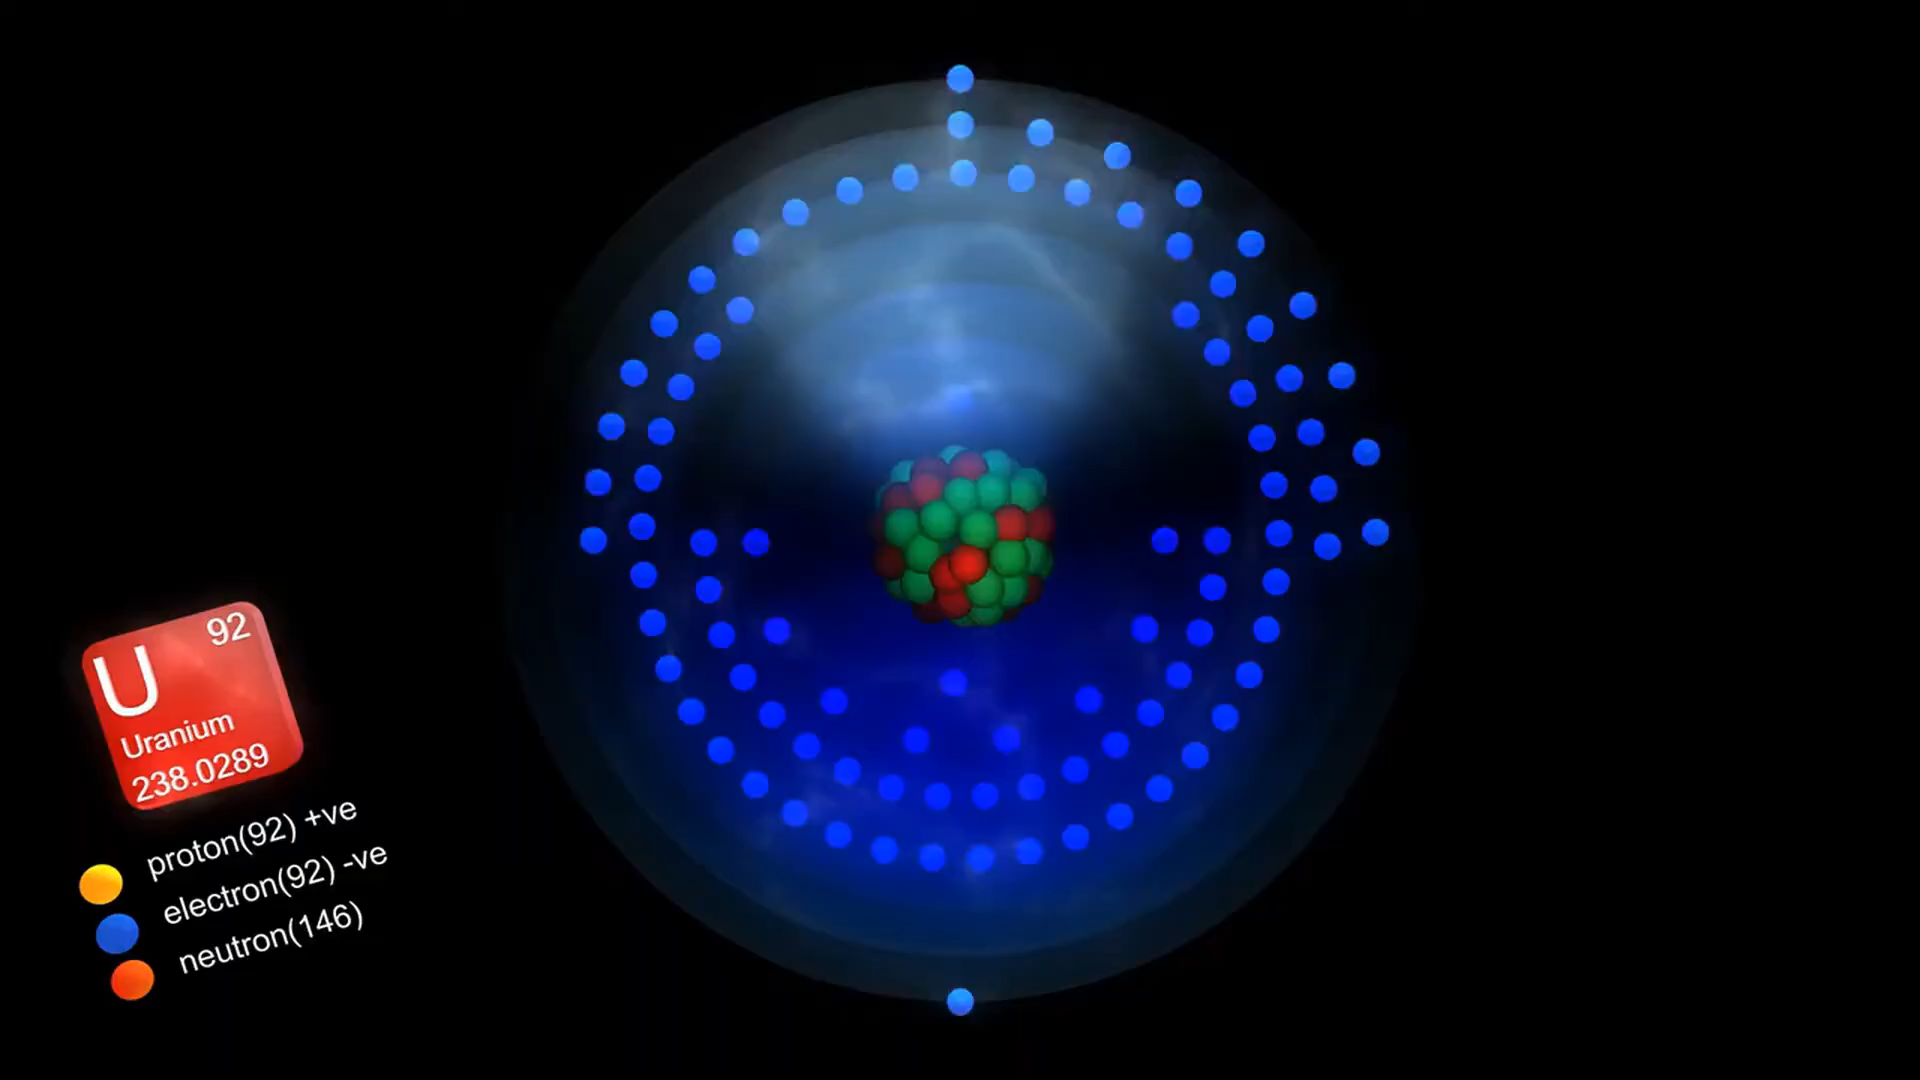 92
U
Uranium
238.0289
proton(92) +ve
electron(92) -ve
neutron(146)